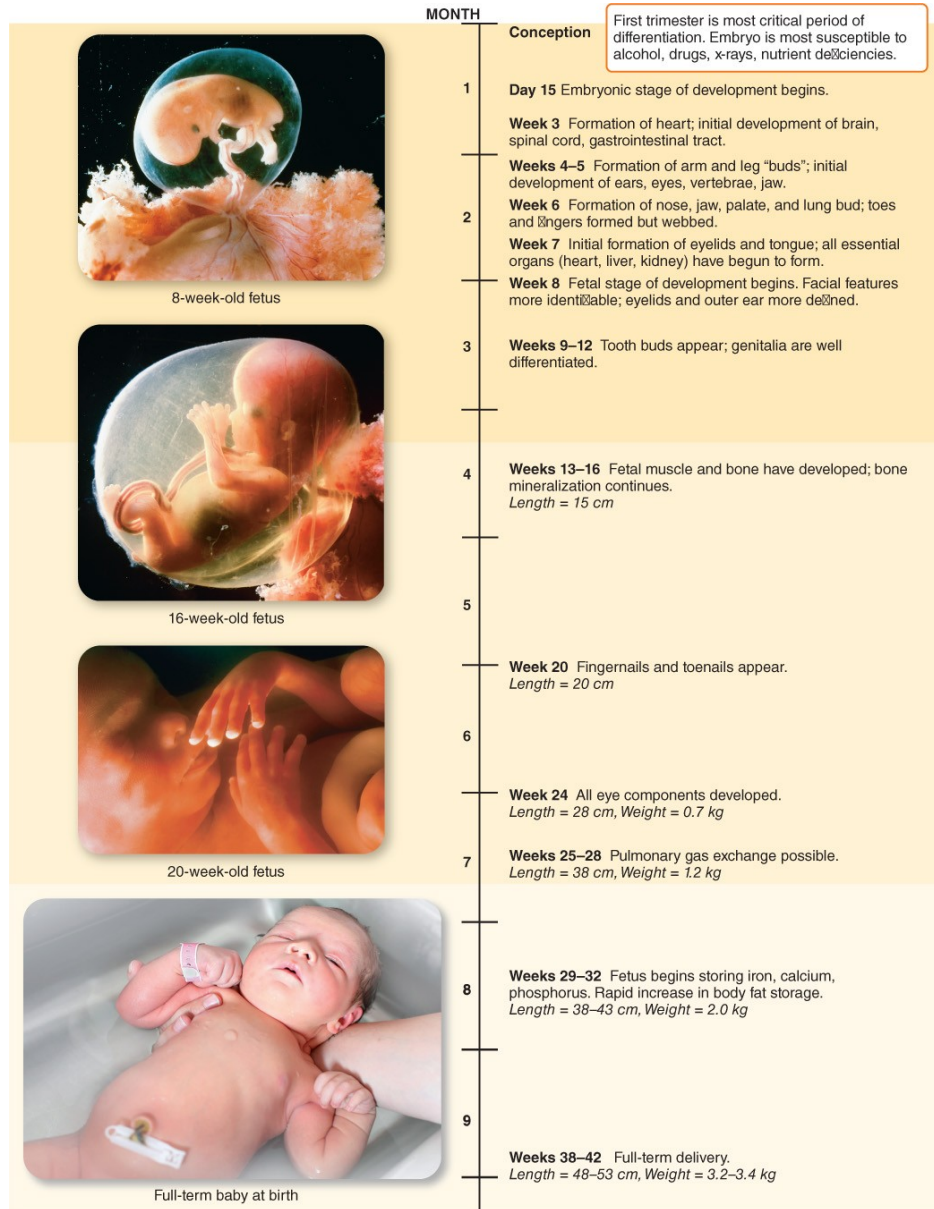 MONTH
First trimester is most critical period of
differentiation. Embryo is most susceptible to
alcohol, drugs, x-rays, nutrient de☒ciencies.
Conception
1
Day 15 Embryonic stage of development begins.
Week 3 Formation of heart; initial development of brain,
spinal cord, gastrointestinal tract.
Weeks 4–5 Formation of arm and leg “buds”; initial
development of ears, eyes, vertebrae, jaw.
2
Week 6 Formation of nose, jaw, palate, and lung bud; toes
and ☒ngers formed but webbed.
Week 7 Initial formation of eyelids and tongue; all essential
organs (heart, liver, kidney) have begun to form.
Week 8 Fetal stage of development begins. Facial features
more identi☒able; eyelids and outer ear more de☒ned.
8-week-old fetus
3
Weeks 9–12 Tooth buds appear; genitalia are well
differentiated.
4
Weeks 13–16 Fetal muscle and bone have developed; bone
mineralization continues.
Length = 15 cm
5
16-week-old fetus
Week 20 Fingernails and toenails appear.
Length = 20 cm
6
Week 24 All eye components developed.
Length = 28 cm, Weight = 0.7 kg
7
Weeks 25–28 Pulmonary gas exchange possible.
Length = 38 cm, Weight = 1.2 kg
20-week-old fetus
8
Weeks 29–32 Fetus begins storing iron, calcium,
phosphorus. Rapid increase in body fat storage.
Length = 38–43 cm, Weight = 2.0 kg
9
Weeks 38–42 Full-term delivery.
Length = 48–53 cm, Weight = 3.2–3.4 kg
Full-term baby at birth